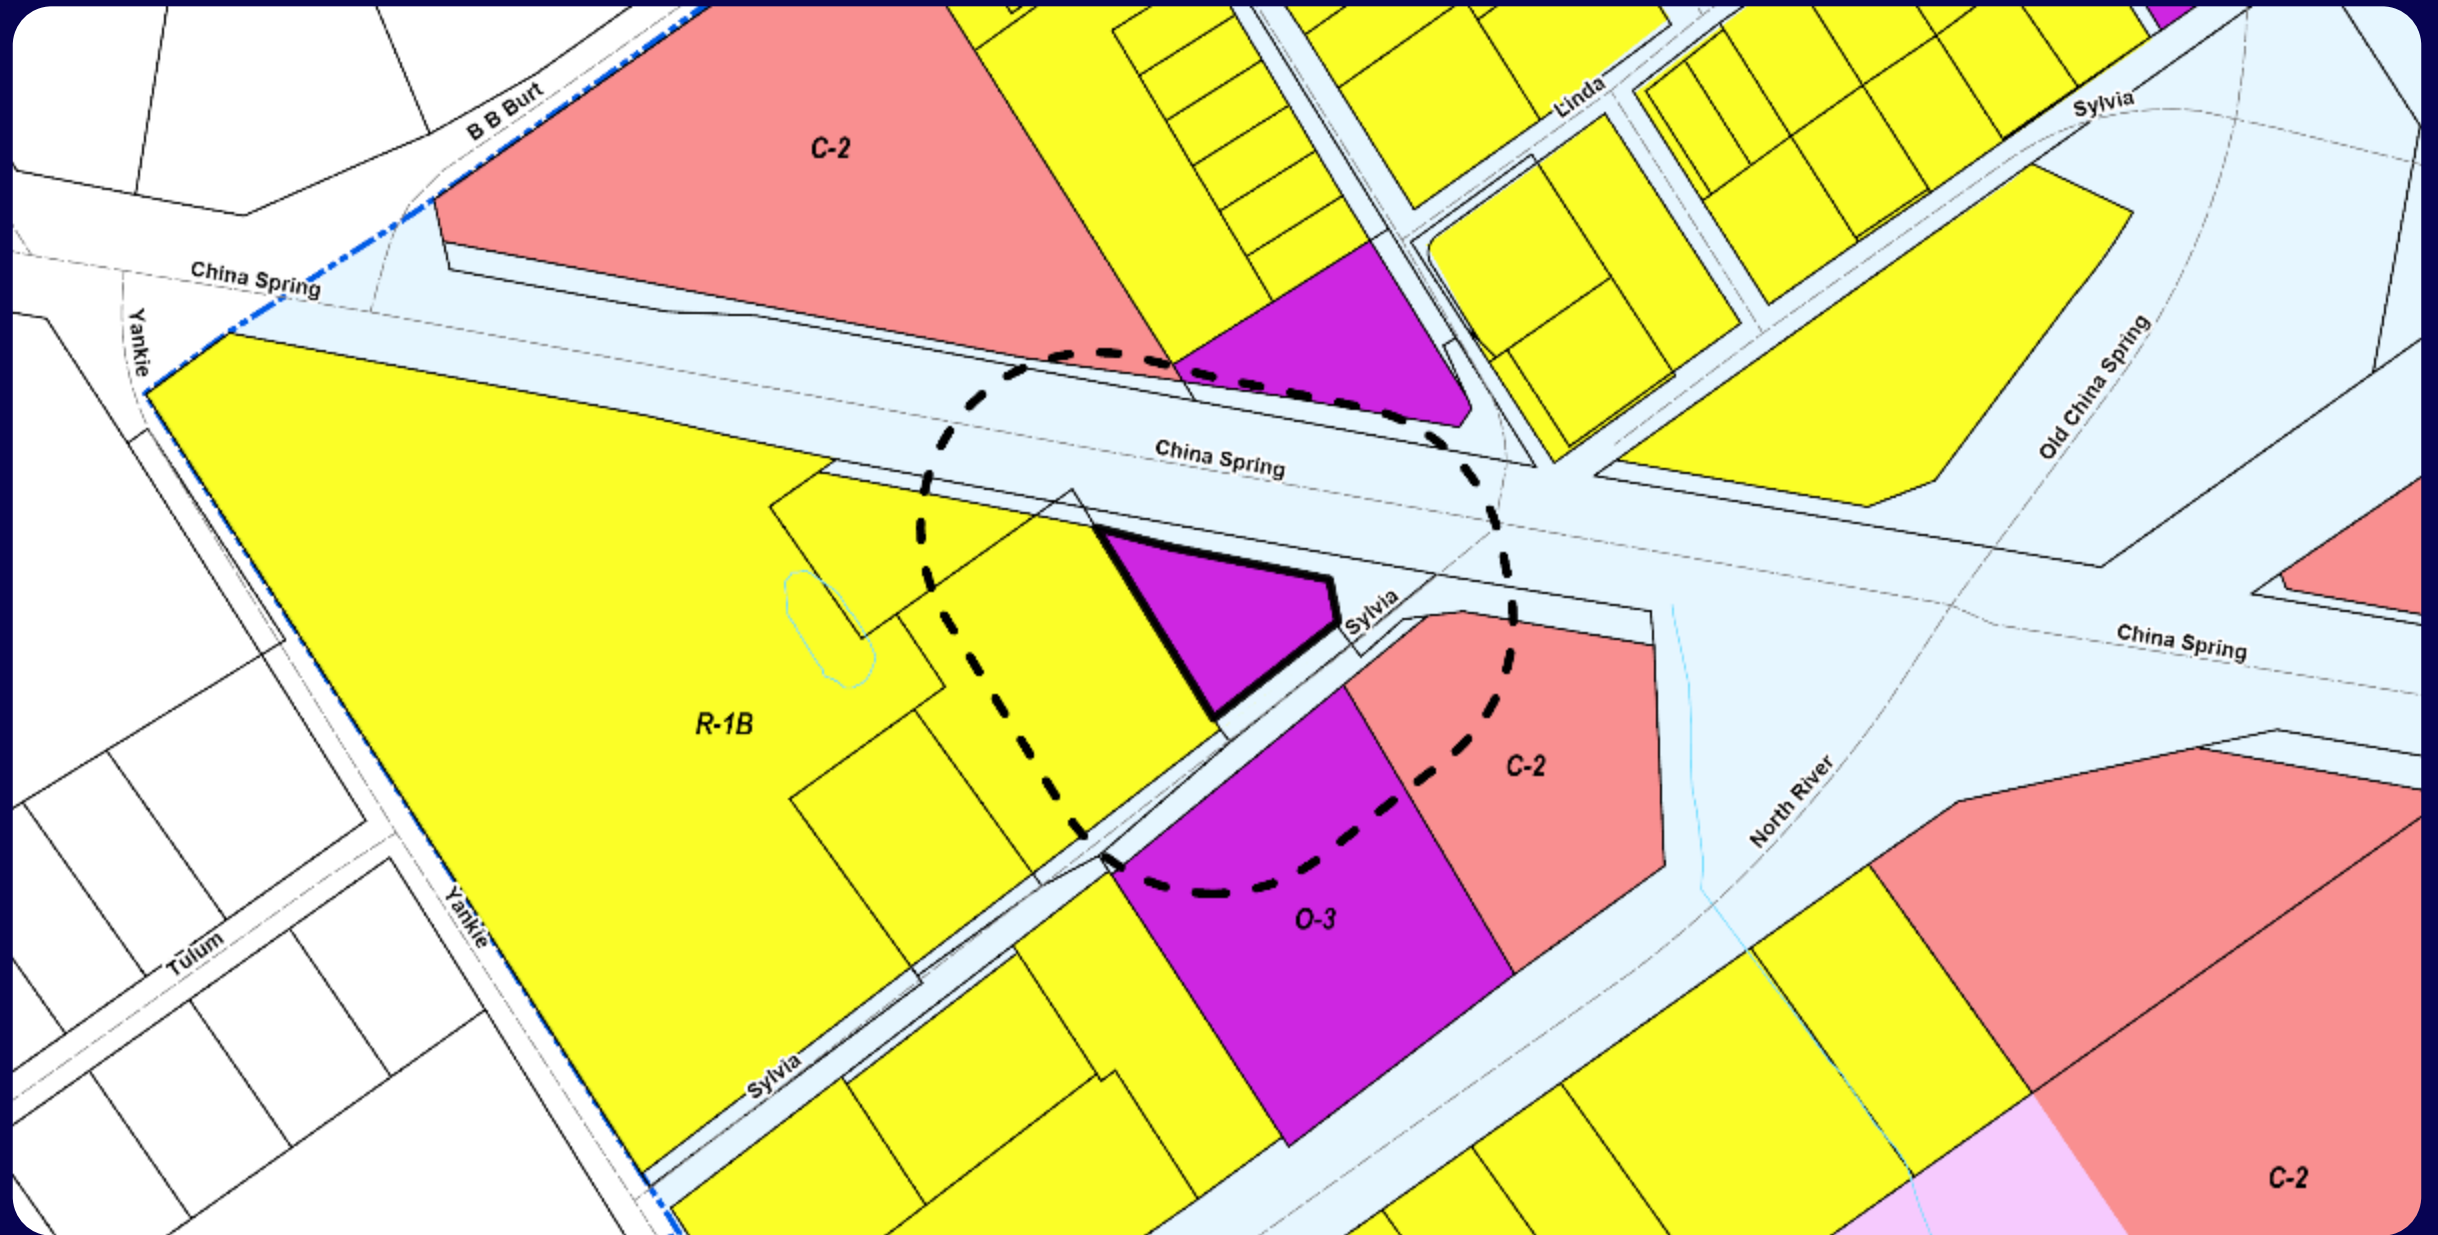 B B Burt
C-2
Linda
Sylvia
China Spring
Yankie
Old China Spring
China Spring
Sylvia
China Spring
R-1B
C-2
North River
O-3
Yankie
Tulum
Sylvia
C-2